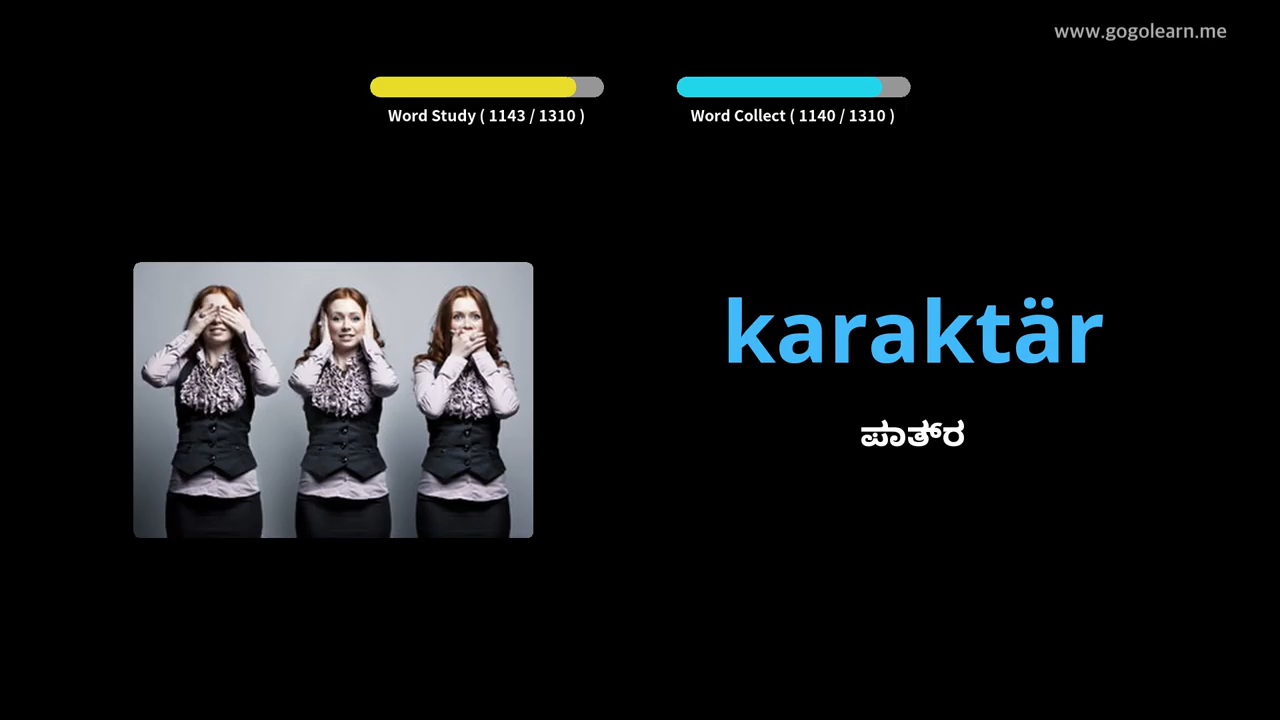 www.gogolearn.me
Word Study ( 1143 / 1310 )
Word Collect ( 1140 / 1310 )
karaktär
ಪಾತ್ರ